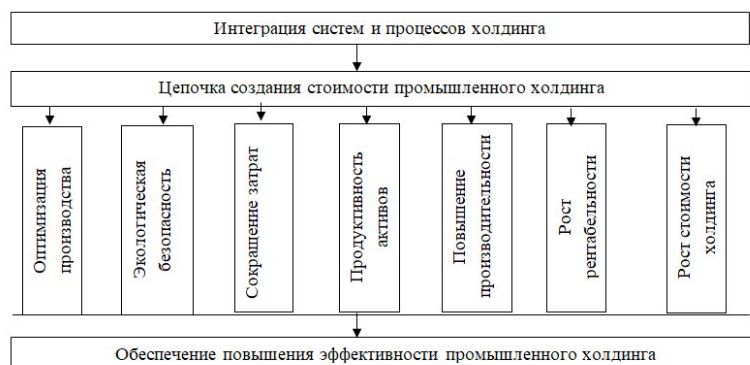 Интеграция систем и процессов холдинга
Цепочка создания стоимости промышленного холдинга
Оптимизация
производства
Экологическая
безопасность
Сокращение затрат
Продуктивность
активов
Повышение
производительности
Рост
рентабельности
Рост стоимости
холдинга
Обеспечение повышения эффективности промышленного холдинга